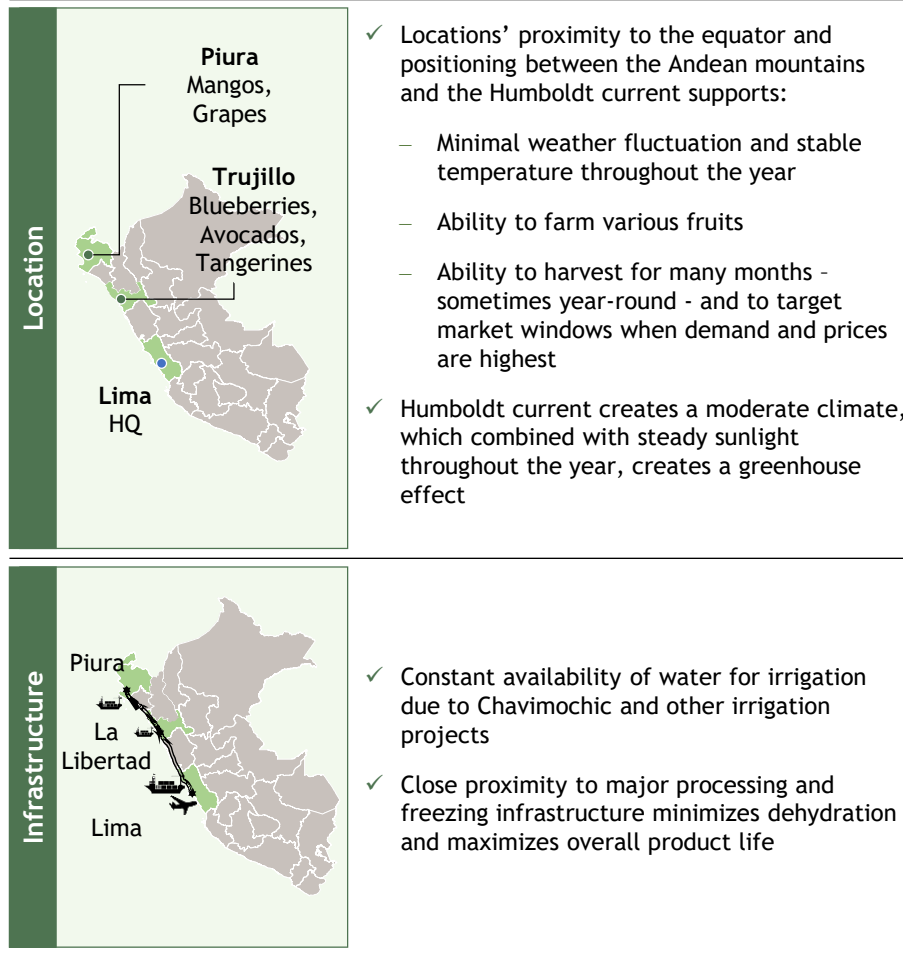 Location
Piura
Mangos,
Grapes
Trujillo
Blueberries,
Avocados,
Tangerines
Lima
HQ
✓ Locations’ proximity to the equator and
positioning between the Andean mountains
and the Humboldt current supports:
– Minimal weather fluctuation and stable
temperature throughout the year
– Ability to farm various fruits
– Ability to harvest for many months –
sometimes year-round - and to target
market windows when demand and prices
are highest
✓ Humboldt current creates a moderate climate,
which combined with steady sunlight
throughout the year, creates a greenhouse
effect
Infrastructure
Piura
La
Libertad
Lima
✓ Constant availability of water for irrigation
due to Chavimochic and other irrigation
projects
✓ Close proximity to major processing and
freezing infrastructure minimizes dehydration
and maximizes overall product life